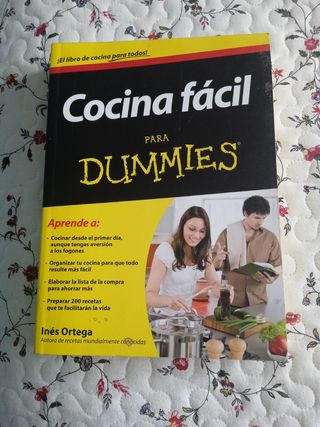 ¡El libro de cocina para todos!
Cocina fácil
PARA
DUMMIES®
Aprende a:
- Cocinar desde el primer día,
aunque tengas aversión
a los fogones
- Organizar tu cocina para que todo
resulte más fácil
- Elaborar la lista de la compra
para ahorrar más
- Preparar 200 recetas
que te facilitarán la vida
Inés Ortega
Autora de recetas mundialmente conocidas